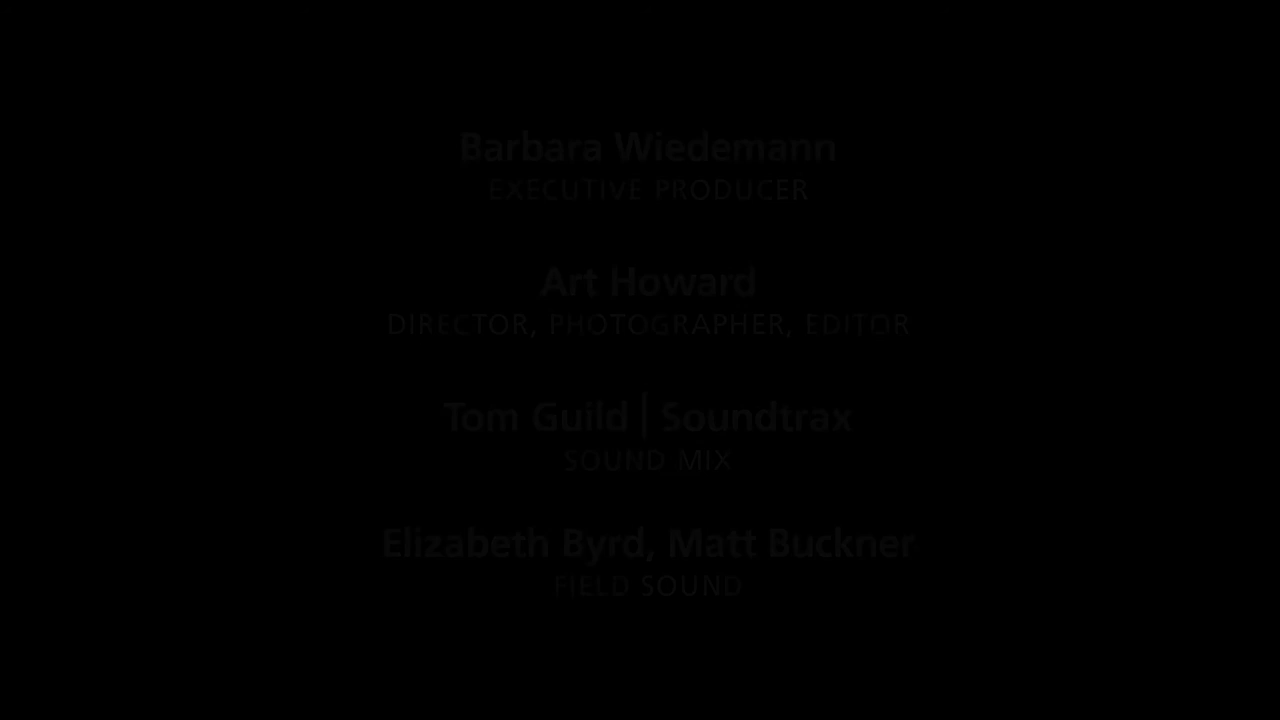 Barbara Wiedemann
EXECUTIVE PRODUCER
Art Howard
DIRECTOR, PHOTOGRAPHER, EDITOR
Tom Guild | Soundtrax
SOUND MIX
Elizabeth Byrd, Matt Buckner
FIELD SOUND